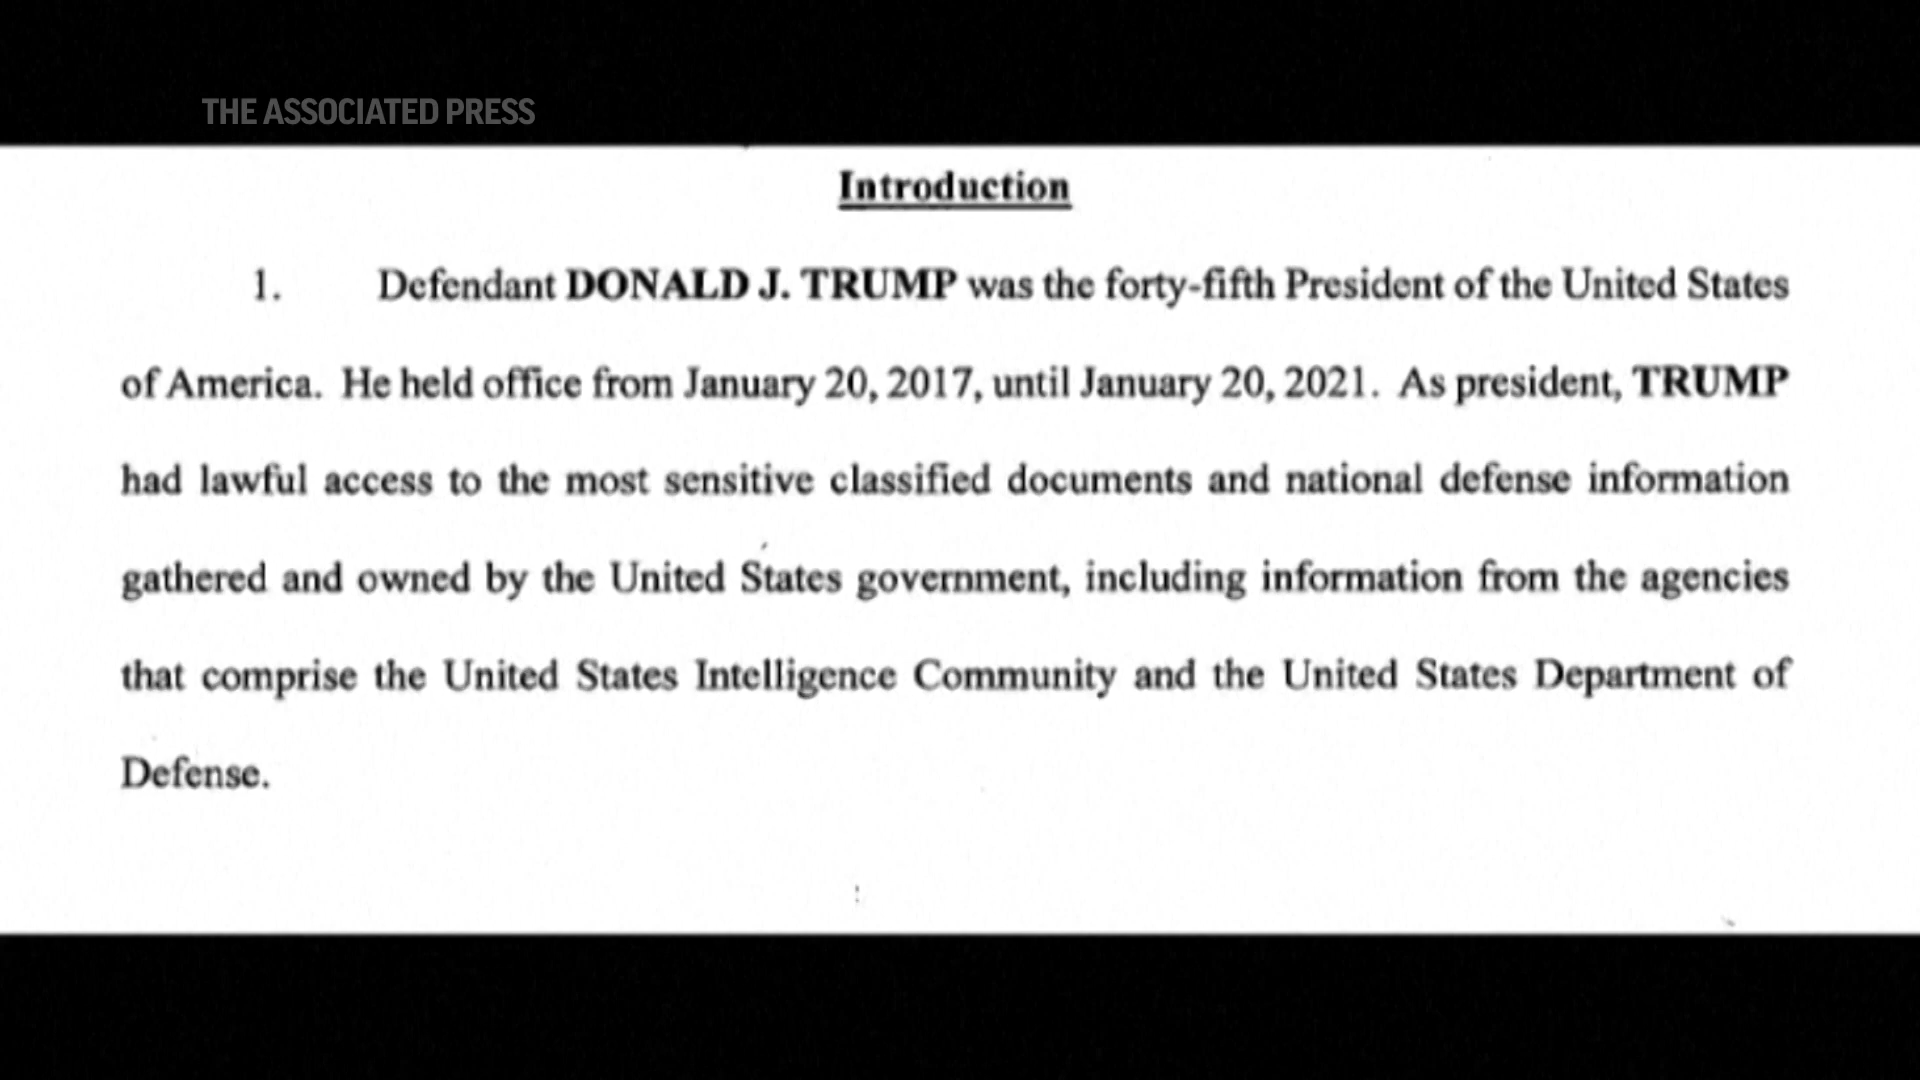 THE ASSOCIATED PRESS
Introduction
1. Defendant DONALD J. TRUMP was the forty-fifth President of the United States
of America. He held office from January 20, 2017, until January 20, 2021. As president, TRUMP
had lawful access to the most sensitive classified documents and national defense information
gathered and owned by the United States government, including information from the agencies
that comprise the United States Intelligence Community and the United States Department of
Defense.